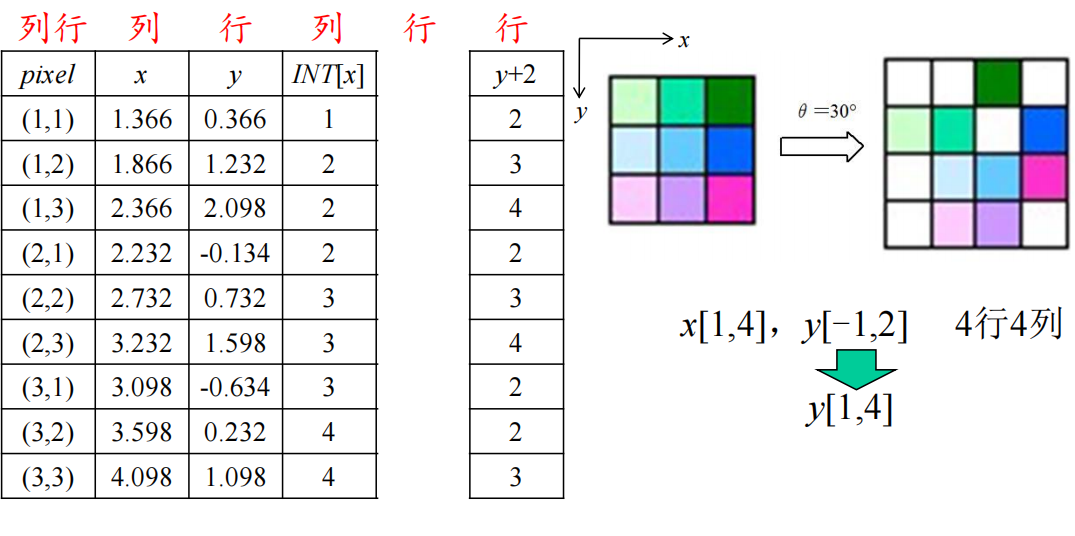 列行 列 行 列 行 行
pixel x y INT[x] y+2
(1,1) 1.366 0.366 1 2
(1,2) 1.866 1.232 2 3
(1,3) 2.366 2.098 2 4
(2,1) 2.232 -0.134 2 2
(2,2) 2.732 0.732 3 3
(2,3) 3.232 1.598 3 4
(3,1) 3.098 -0.634 3 2
(3,2) 3.598 0.232 4 2
(3,3) 4.098 1.098 4 3
x
y
θ=30°
x[1,4]，y[-1,2] 4行4列
y[1,4]